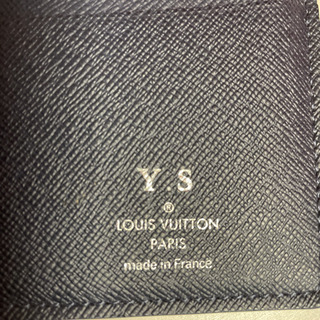 Y.S
®
LOUIS VUITTON
PARIS
made in France